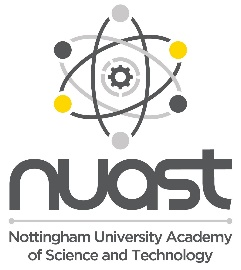 nuast
Nottingham University Academy
of Science and Technology